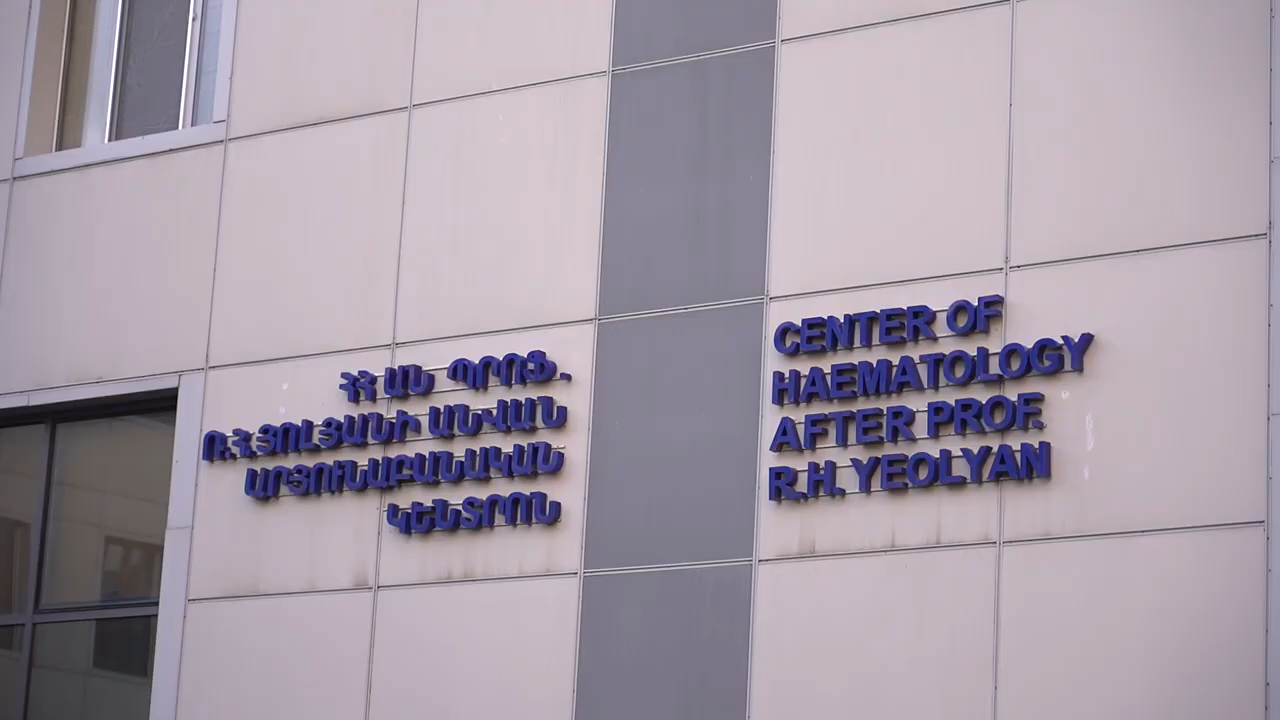 ՀՀ ԱՆ ՊՐՈՖ.
Ռ.Հ.ՅՈԼՅԱՆԻ ԱՆՎԱՆ
ԱՐՅՈՒՆԱԲԱՆԱԿԱՆ
ԿԵՆՏՐՈՆ
CENTER OF
HAEMATOLOGY
AFTER PROF.
R.H. YEOLYAN